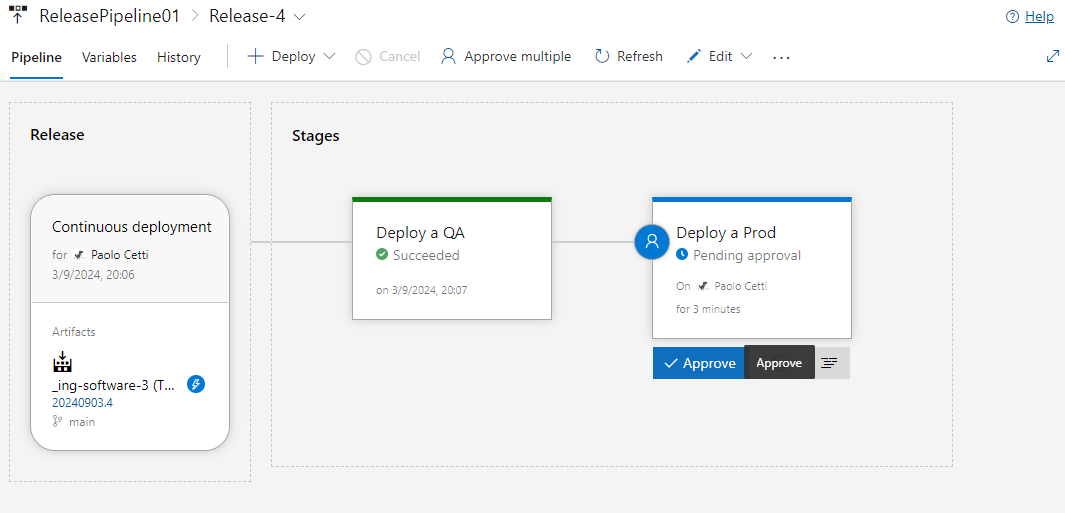 ReleasePipeline01 > Release-4
Help
Pipeline Variables History Deploy Cancel Approve multiple Refresh Edit ...
Release
Continuous deployment
for Paolo Cetti
3/9/2024, 20:06
Artifacts
_ing-software-3 (T...
20240903.4
main
Stages
Deploy a QA
Succeeded
on 3/9/2024, 20:07
Deploy a Prod
Pending approval
On Paolo Cetti
for 3 minutes
Approve
Approve